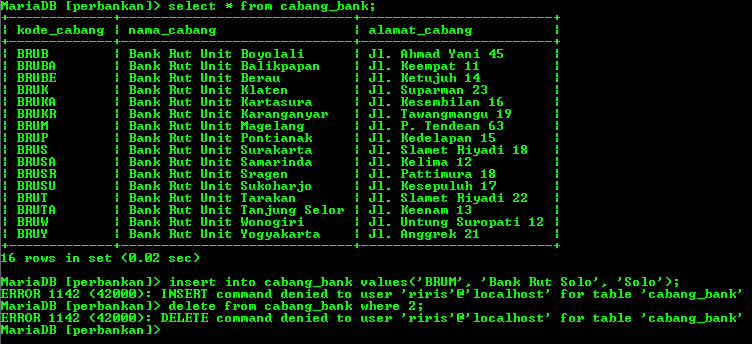 MariaDB [perbankan]> select * from cabang_bank;
+-------------+----------------------------+------------------------+
| kode_cabang | nama_cabang                | alamat_cabang          |
+-------------+----------------------------+------------------------+
| BRUB        | Bank Rut Unit Boyolali     | Jl. Ahmad Yani 45      |
| BRUBA       | Bank Rut Unit Balikpapan   | Jl. Keempat 11         |
| BRUBE       | Bank Rut Unit Berau        | Jl. Ketujuh 14         |
| BRUK        | Bank Rut Unit Klaten       | Jl. Suparman 23        |
| BRUKA       | Bank Rut Unit Kartasura    | Jl. Kesembilan 16      |
| BRUKR       | Bank Rut Unit Karanganyar  | Jl. Tawangmangu 19     |
| BRUM        | Bank Rut Unit Magelang     | Jl. P. Tendean 63      |
| BRUP        | Bank Rut Unit Pontianak    | Jl. Kedelapan 15       |
| BRUS        | Bank Rut Unit Surakarta    | Jl. Slamet Riyadi 18   |
| BRUSA       | Bank Rut Unit Samarinda    | Jl. Kelima 12          |
| BRUSR       | Bank Rut Unit Sragen       | Jl. Pattimura 18       |
| BRUSU       | Bank Rut Unit Sukoharjo    | Jl. Kesepuluh 17       |
| BRUT        | Bank Rut Unit Tarakan      | Jl. Slamet Riyadi 22   |
| BRUTA       | Bank Rut Unit Tanjung Selor | Jl. Keenam 13         |
| BRUW        | Bank Rut Unit Wonogiri     | Jl. Untung Suropati 12 |
| BRUY        | Bank Rut Unit Yogyakarta   | Jl. Anggrek 21         |
+-------------+----------------------------+------------------------+
16 rows in set (0.02 sec)
MariaDB [perbankan]> insert into cabang_bank values('BRUM', 'Bank Rut Solo', 'Solo');
ERROR 1142 (42000): INSERT command denied to user 'riris'@'localhost' for table 'cabang_bank'
MariaDB [perbankan]> delete from cabang_bank where 2;
ERROR 1142 (42000): DELETE command denied to user 'riris'@'localhost' for table 'cabang_bank'
MariaDB [perbankan]>